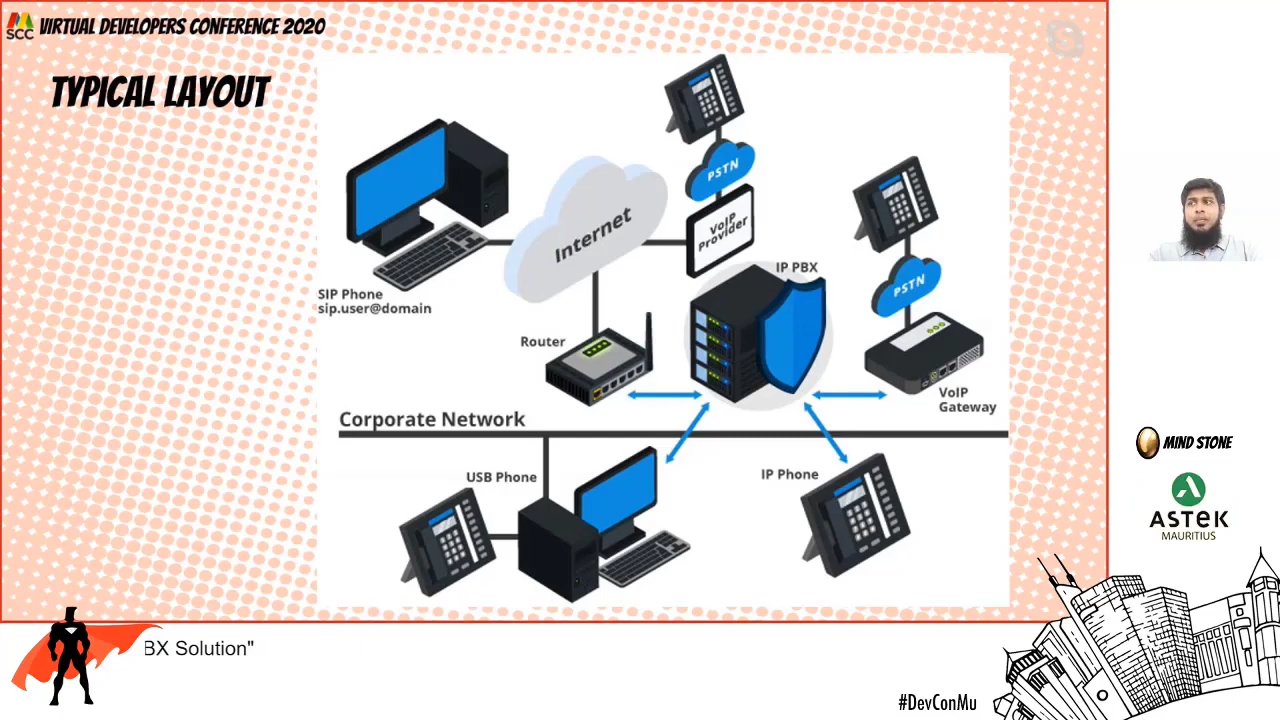 SCC VIRTUAL DEVELOPERS CONFERENCE 2020
TYPICAL LAYOUT
PSTN
Internet
VoIP
Provider
IP PBX
PSTN
SIP Phone
sip.user@domain
Router
VoIP
Gateway
Corporate Network
USB Phone
IP Phone
MIND STONE
ASTEK
MAURITIUS
BX Solution"
#DevConMu